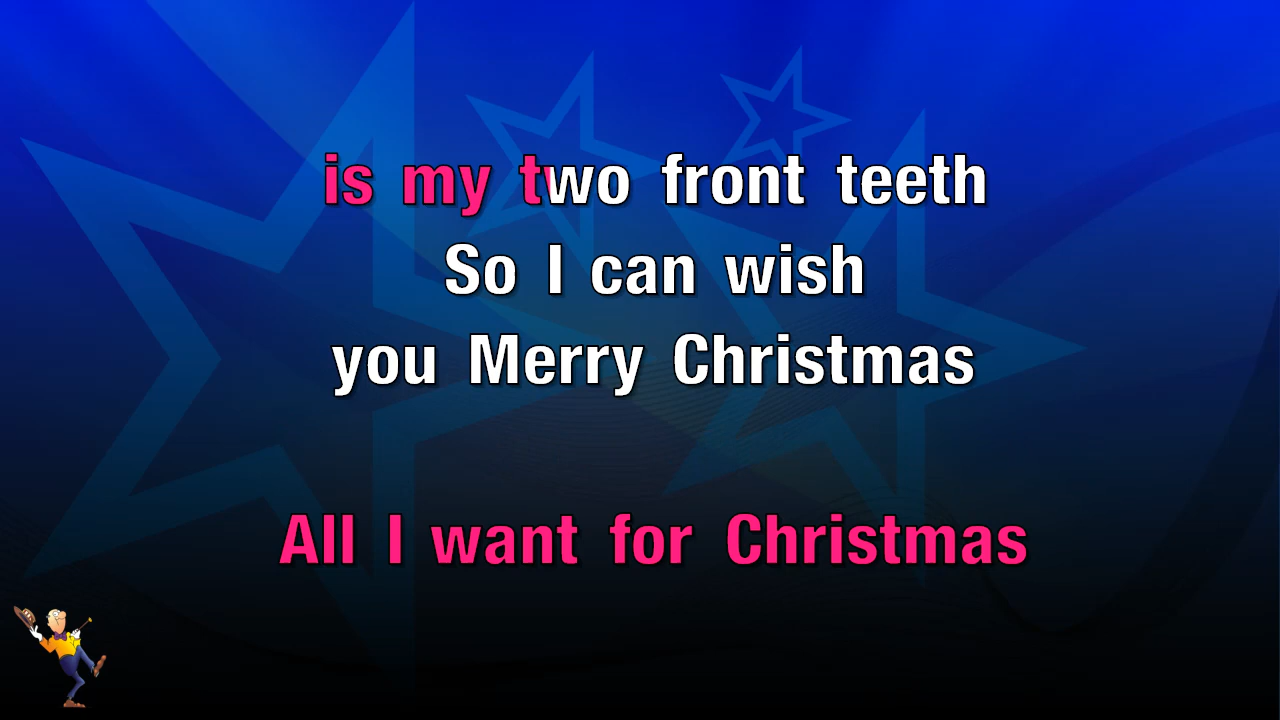 is my two front teeth
So I can wish
you Merry Christmas
All I want for Christmas